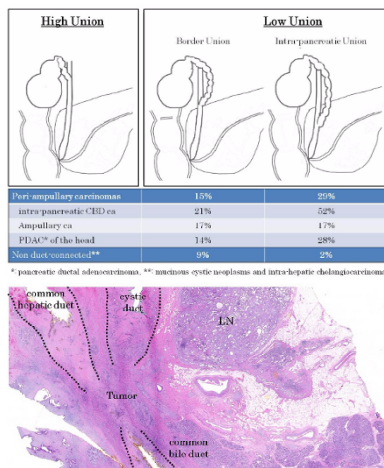 High Union
Low Union
Border Union
Intra-pancreatic Union
Peri-ampullary carcinomas 15% 29%
intra-pancreatic CBD ca 21% 52%
Ampullary ca 17% 17%
PDAC* of the head 14% 28%
Non duct-connected** 9% 2%
*: pancreatic ductal adenocarcinoma, **: mucinous cystic neoplasms and intra-hepatic cholangiocarcinoma
common
hepatic duct
cystic
duct
LN
Tumor
common
bile duct